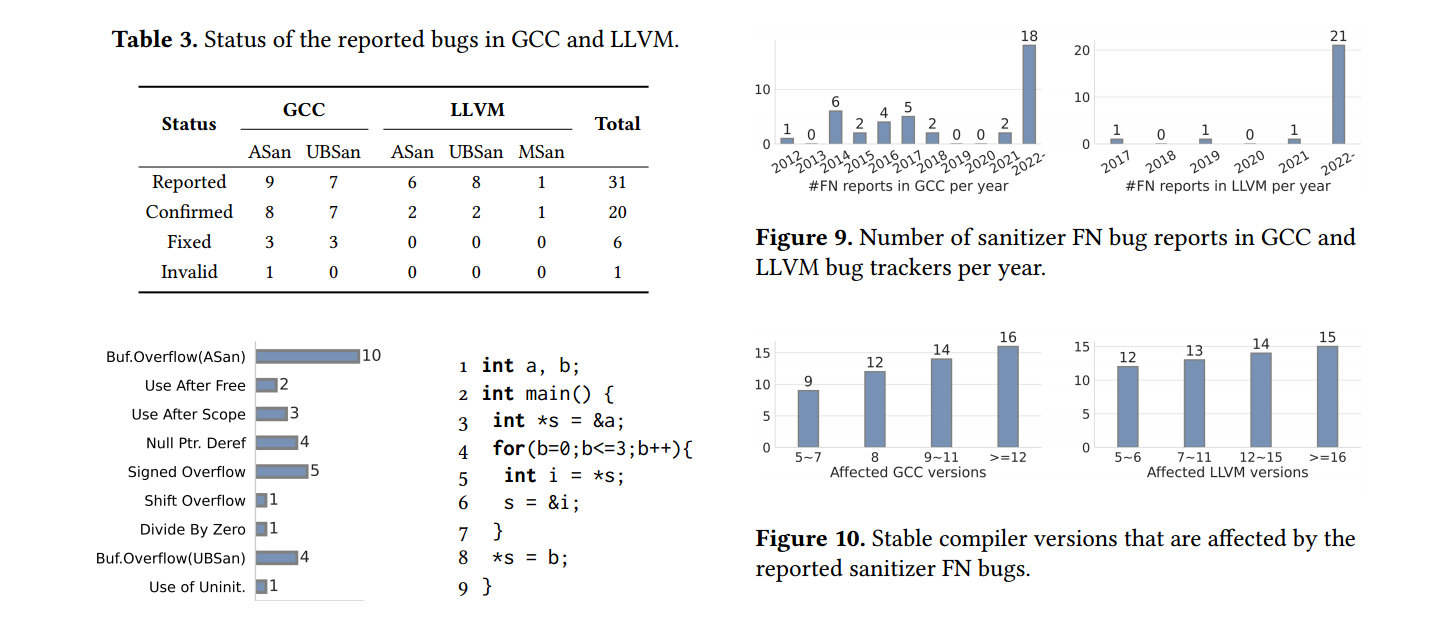 Table 3. Status of the reported bugs in GCC and LLVM.
Status GCC LLVM Total
ASan UBSan ASan UBSan MSan
Reported 9 7 6 8 1 31
Confirmed 8 7 2 2 1 20
Fixed 3 3 0 0 0 6
Invalid 1 0 0 0 0 1
Buf.Overflow(ASan) 10
Use After Free 2
Use After Scope 3
Null Ptr. Deref 4
Signed Overflow 5
Shift Overflow 1
Divide By Zero 1
Buf.Overflow(UBSan) 4
Use of Uninit. 1
1 int a, b;
2 int main() {
3 int *s = &a;
4 for(b=0;b<=3;b++){
5 int i = *s;
6 s = &i;
7 }
8 *s = b;
9 }
10
0
1 0 6 2 4 5 2 0 0 2 18
2012 2013 2014 2015 2016 2017 2018 2019 2020 2021 2022-
#FN reports in GCC per year
20
10
0
1 0 1 0 1 21
2017 2018 2019 2020 2021 2022-
#FN reports in LLVM per year
Figure 9. Number of sanitizer FN bug reports in GCC and
LLVM bug trackers per year.
15
10
5
0
9 12 14 16
5~7 8 9~11 >=12
Affected GCC versions
15
10
5
0
12 13 14 15
5~6 7~11 12~15 >=16
Affected LLVM versions
Figure 10. Stable compiler versions that are affected by the
reported sanitizer FN bugs.